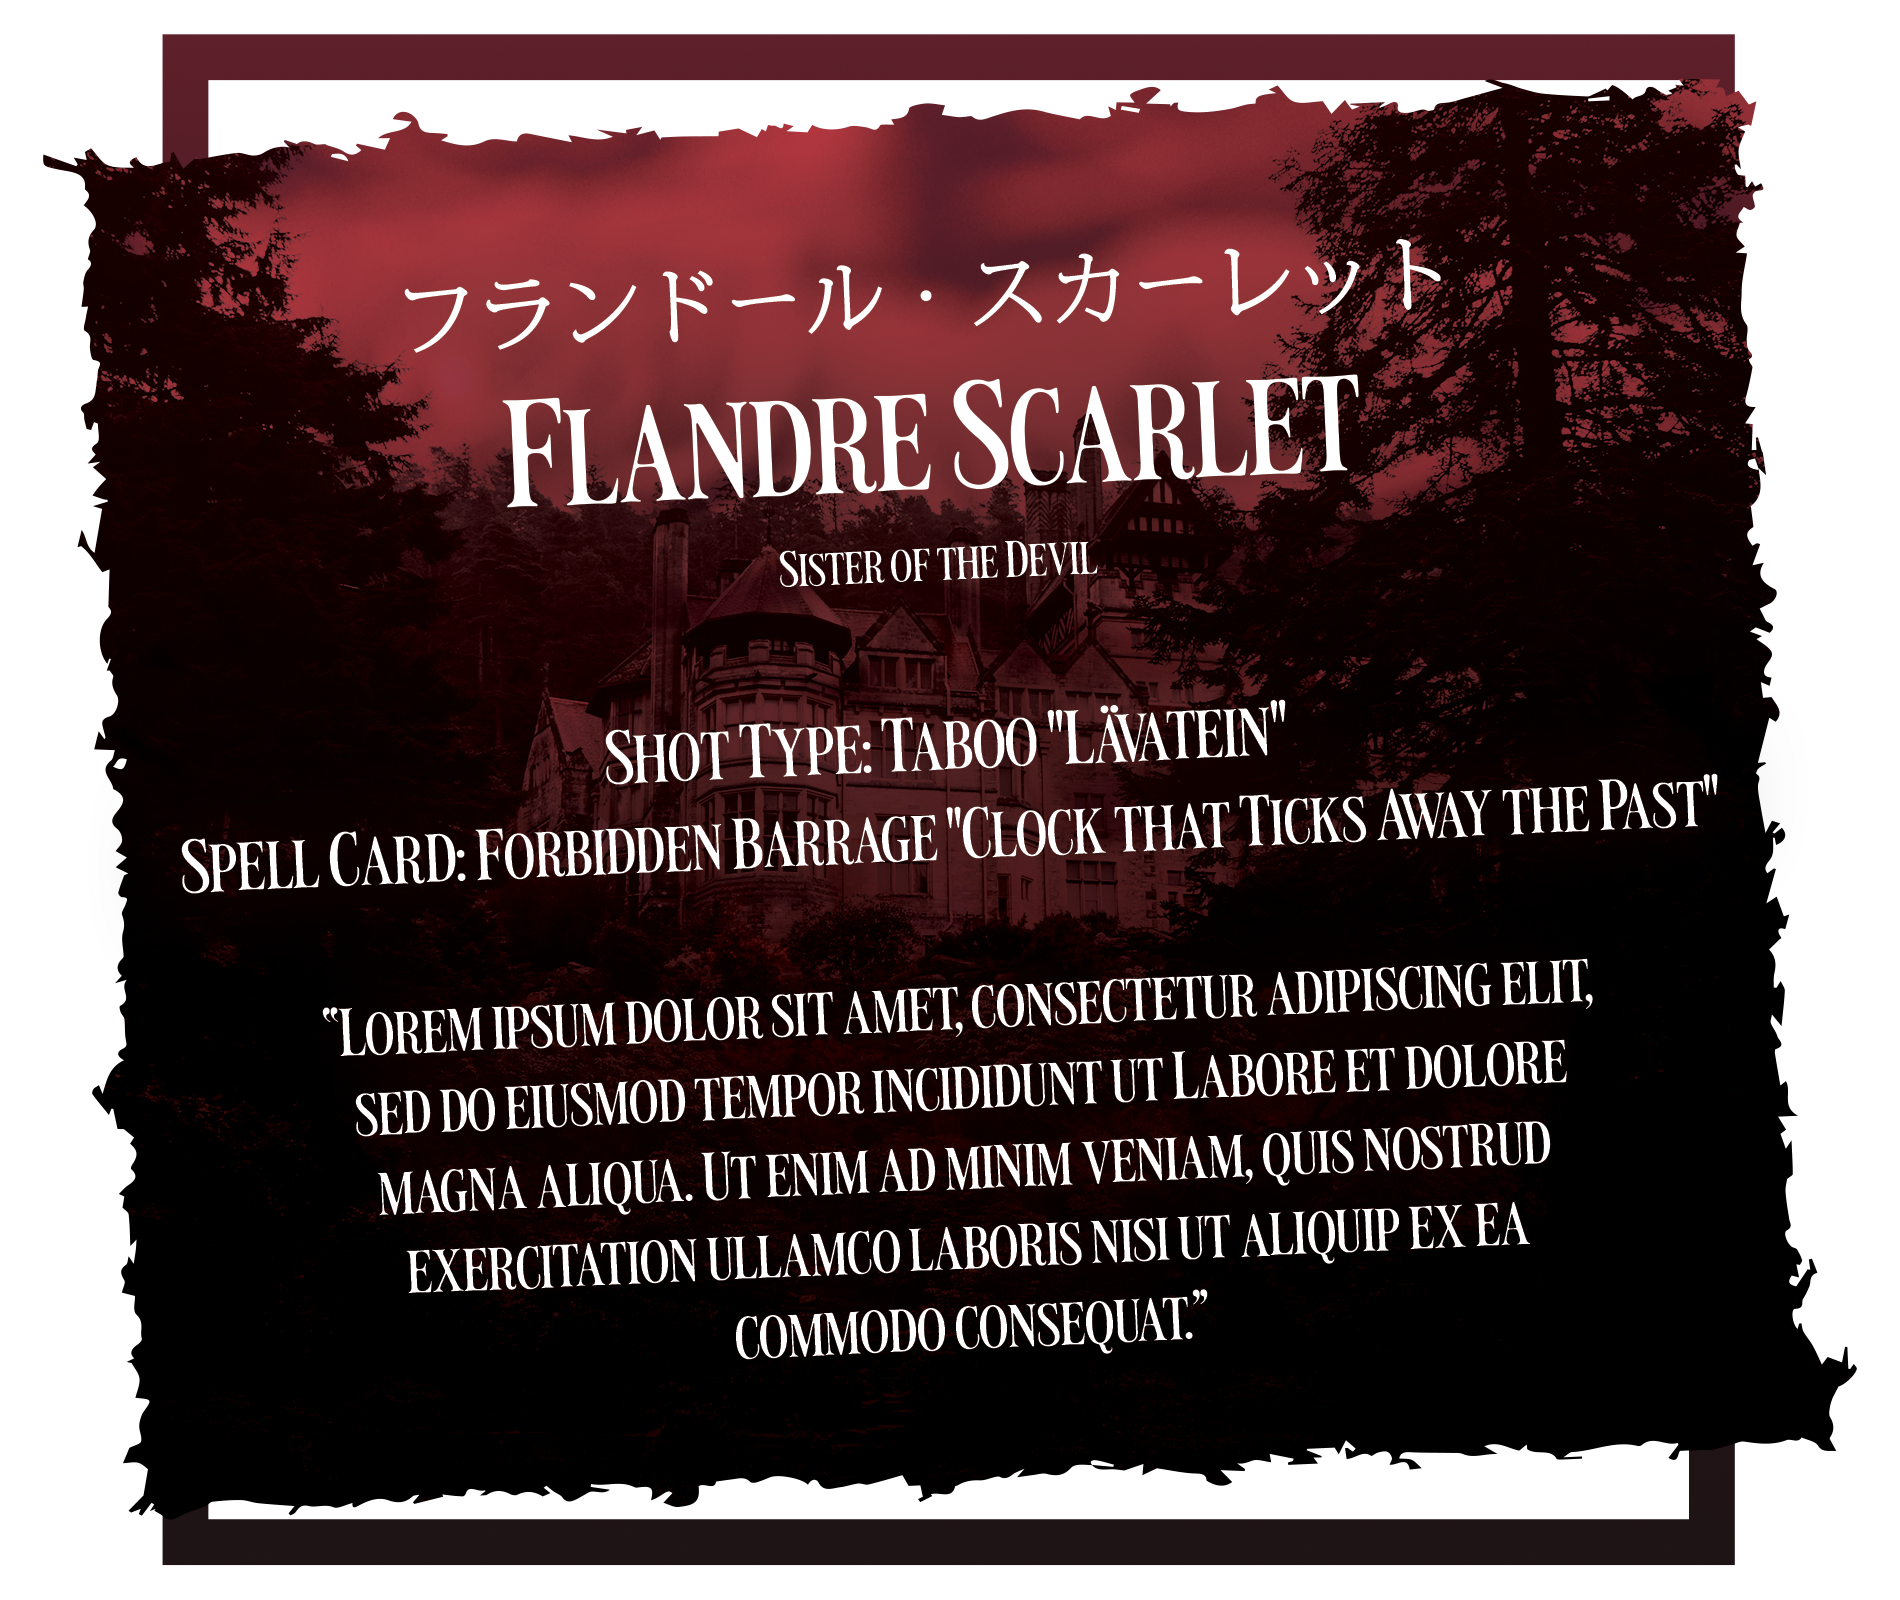 フランドール・スカーレット
Flandre Scarlet
Sister of the Devil
Shot Type: Taboo "Lävatein"
Spell Card: Forbidden Barrage "Clock that Ticks Away the Past"
“Lorem ipsum dolor sit amet, consectetur adipiscing elit,
sed do eiusmod tempor incididunt ut Labore et dolore
magna aliqua. Ut enim ad minim veniam, quis nostrud
exercitation ullamco laboris nisi ut aliquip ex ea
commodo consequat.”